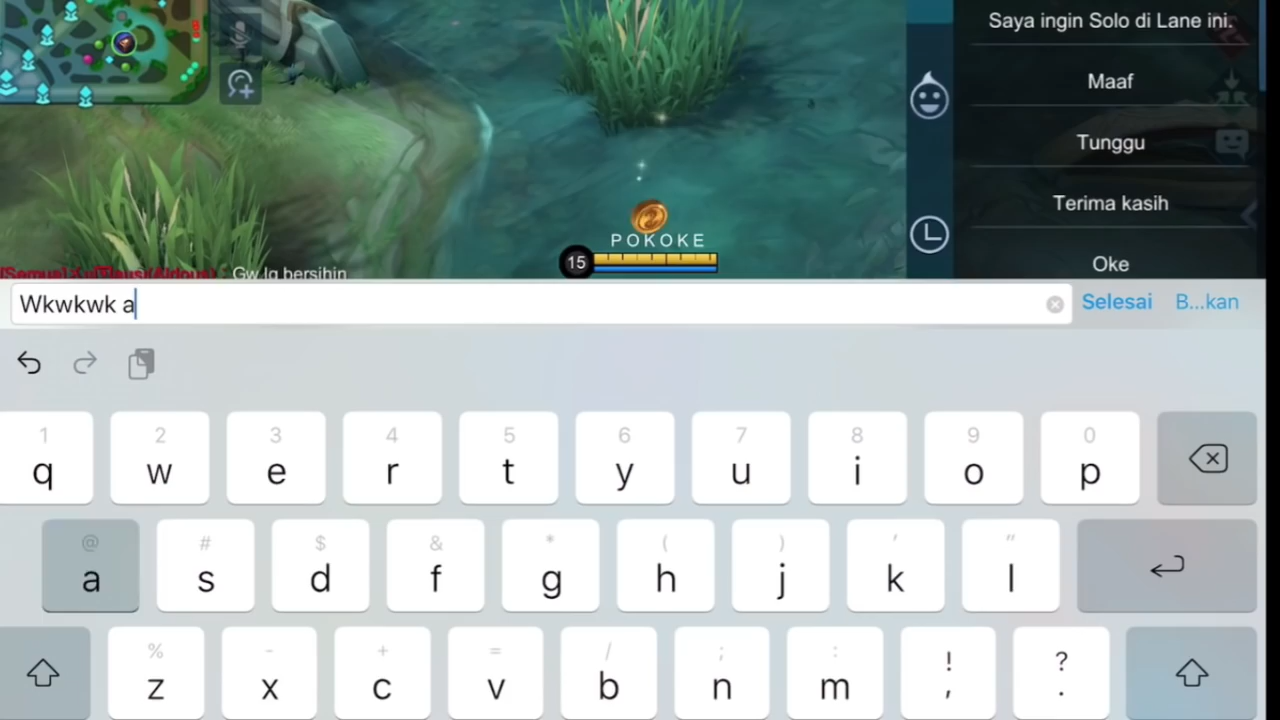 Saya ingin Solo di Lane ini.
Maaf
Tunggu
Terima kasih
Oke
POKOKE
15
Gw lg bersihin
Wkwkwk a
Selesai B...kan
1 2 3 4 5 6 7 8 9 0
q w e r t y u i o p
@ # $ & * ( ) ' "
a s d f g h j k l
% - + = / ; : ! ?
z x c v b n m , .